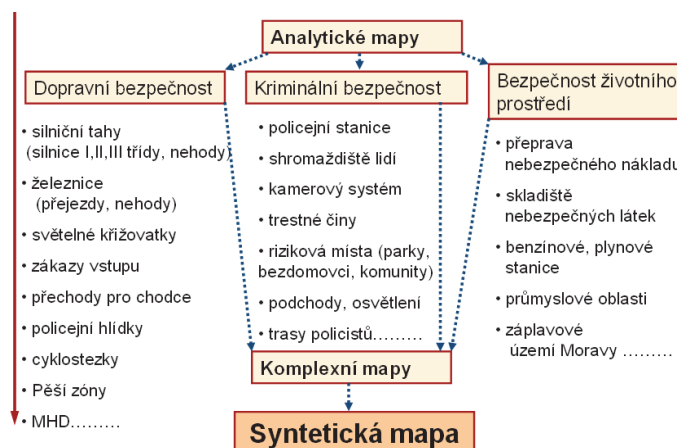 Analytické mapy
Dopravní bezpečnost
• silniční tahy
(silnice I,II,III třídy, nehody)
• železnice
(přejezdy, nehody)
• světelné křižovatky
• zákazy vstupu
• přechody pro chodce
• policejní hlídky
• cyklostezky
• Pěší zóny
• MHD.........
Kriminální bezpečnost
• policejní stanice
• shromaždiště lidí
• kamerový systém
• trestné činy
• riziková místa (parky,
bezdomovci, komunity)
• podchody, osvětlení
• trasy policistů.........
Bezpečnost životního
prostředí
• přeprava
nebezpečného nákladu
• skladiště
nebezpečných látek
• benzínové, plynové
stanice
• průmyslové oblasti
• záplavové
území Moravy .........
Komplexní mapy
Syntetická mapa